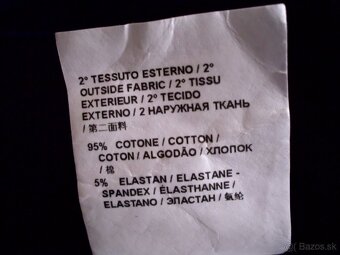 2° TESSUTO ESTERNO / 2°
OUTSIDE FABRIC / 2° TISSU
EXTERIEUR / 2° TECIDO
EXTERNO / 2 НАРУЖНАЯ ТКАНЬ
/ 第二面料
95% COTONE / COTTON /
COTON / ALGODÃO / ХЛОПОК
/ 棉
5% ELASTAN / ELASTANE -
SPANDEX / ÉLASTHANNE /
ELASTANO / ЭЛАСТАН / 氨纶
Bazos.sk